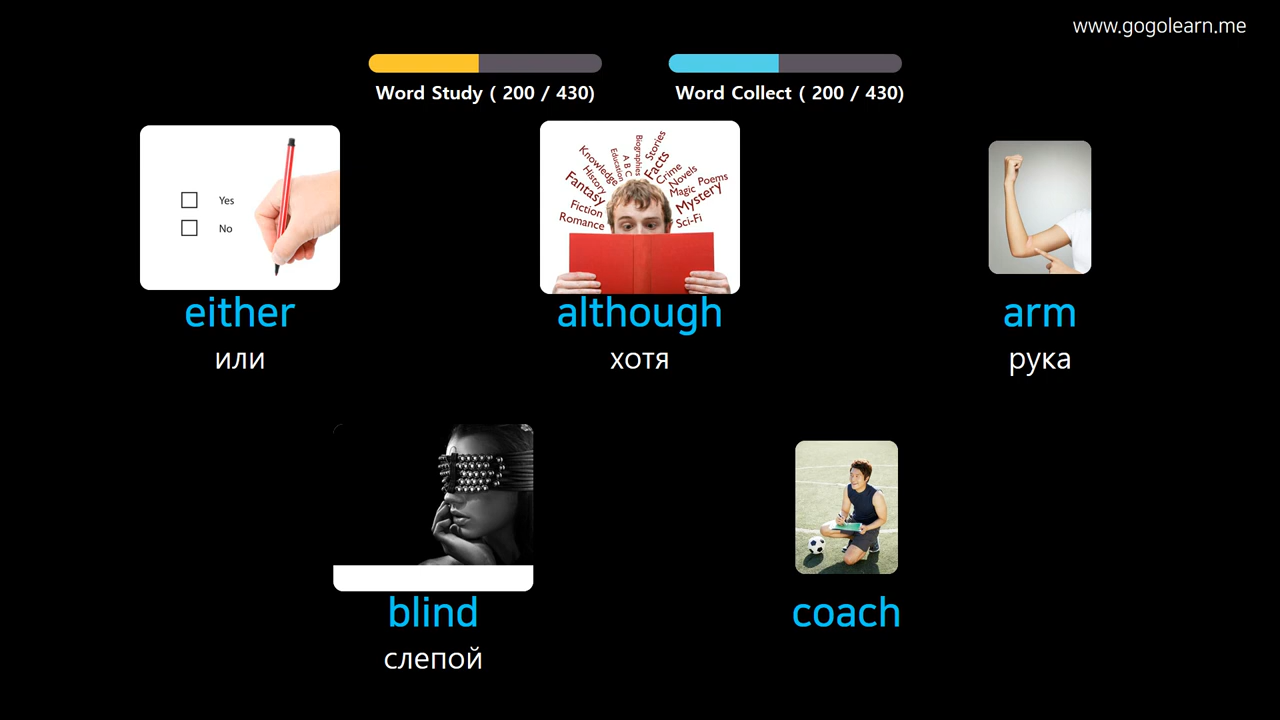 www.gogolearn.me
Word Study ( 200 / 430)
Word Collect ( 200 / 430)
Yes
No
Knowledge
History
Fantasy
Fiction
Romance
Education
A B C
Biographies
Stories
Facts
Crime
Novels
Magic
Poems
Mystery
Sci-Fi
either
although
arm
или
хотя
рука
blind
coach
слепой